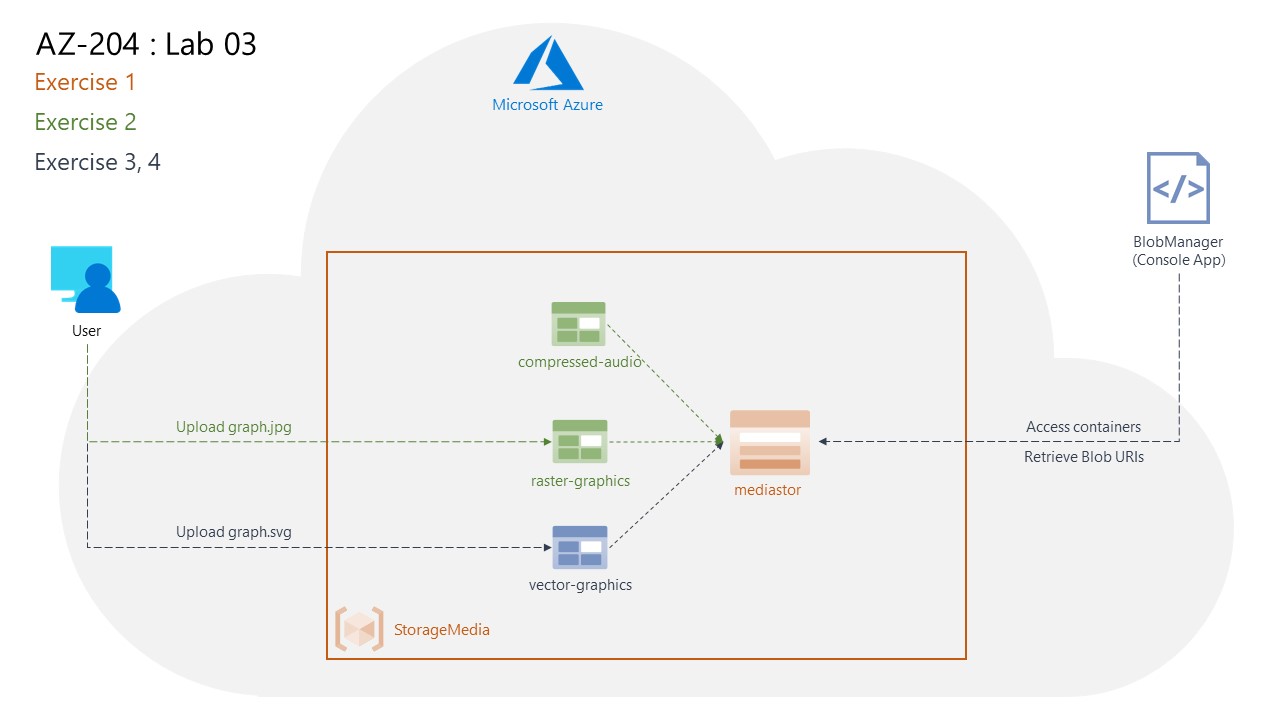 AZ-204 : Lab 03
Exercise 1
Exercise 2
Exercise 3, 4
Microsoft Azure
BlobManager
(Console App)
User
compressed-audio
Upload graph.jpg
raster-graphics
mediastor
Access containers
Retrieve Blob URIs
Upload graph.svg
vector-graphics
StorageMedia